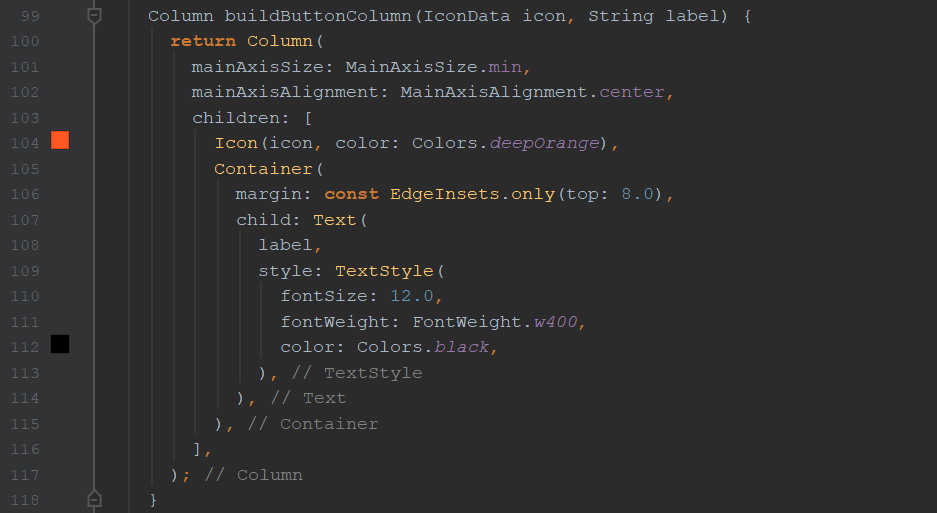 99 Column buildButtonColumn(IconData icon, String label) {
100 return Column(
101 mainAxisSize: MainAxisSize.min,
102 mainAxisAlignment: MainAxisAlignment.center,
103 children: [
104 Icon(icon, color: Colors.deepOrange),
105 Container(
106 margin: const EdgeInsets.only(top: 8.0),
107 child: Text(
108 label,
109 style: TextStyle(
110 fontSize: 12.0,
111 fontWeight: FontWeight.w400,
112 color: Colors.black,
113 ), // TextStyle
114 ), // Text
115 ), // Container
116 ],
117 ); // Column
118 }